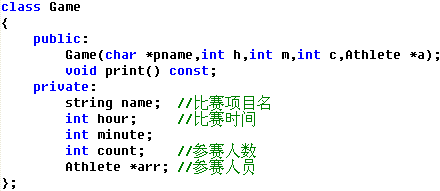 class Game
{
    public:
        Game(char *pname,int h,int m,int c,Athlete *a);
        void print() const;
    private:
        string name;  //比赛项目名
        int hour;     //比赛时间
        int minute;
        int count;    //参赛人数
        Athlete *arr; //参赛人员
};